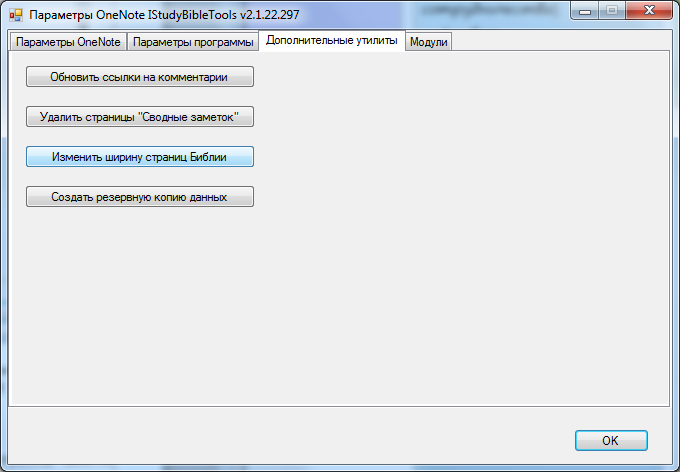 Параметры OneNote IStudyBibleTools v2.1.22.297
Параметры OneNote Параметры программы Дополнительные утилиты Модули
Обновить ссылки на комментарии
Удалить страницы "Сводные заметок"
Изменить ширину страниц Библии
Создать резервную копию данных
OK